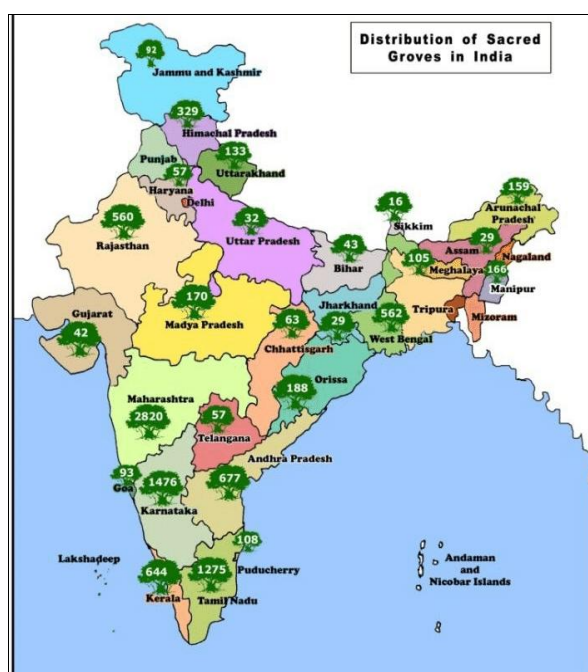 Distribution of Sacred
Groves in India
92
Jammu and Kashmir
329
Himachal Pradesh
Punjab
133
Uttarakhand
57
Haryana
Delhi
560
Rajasthan
32
Uttar Pradesh
16
Sikkim
159
Arunachal
Pradesh
29
Assam
Nagaland
43
Bihar
105
Meghalaya
166
Manipur
Gujarat
42
170
Madya Pradesh
Jharkhand
29
562
West Bengal
Tripura
Mizoram
63
Chhattisgarh
188
Orissa
Maharashtra
2820
57
Telangana
Andhra Pradesh
677
93
Goa
1476
Karnataka
108
Puducherry
Lakshadeep
644
Kerala
1275
Tamil Nadu
Andaman
and
Nicobar Islands